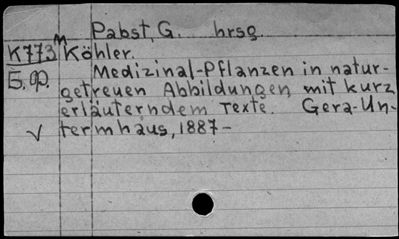 Pabst, G. hrsg
K773 M Köhler.
Medizinal-Pflanzen in natur-
getreuen Abbildungen mit kurz
erläuterndem Texte. Gera-Un-
√ termhaus, 1887-